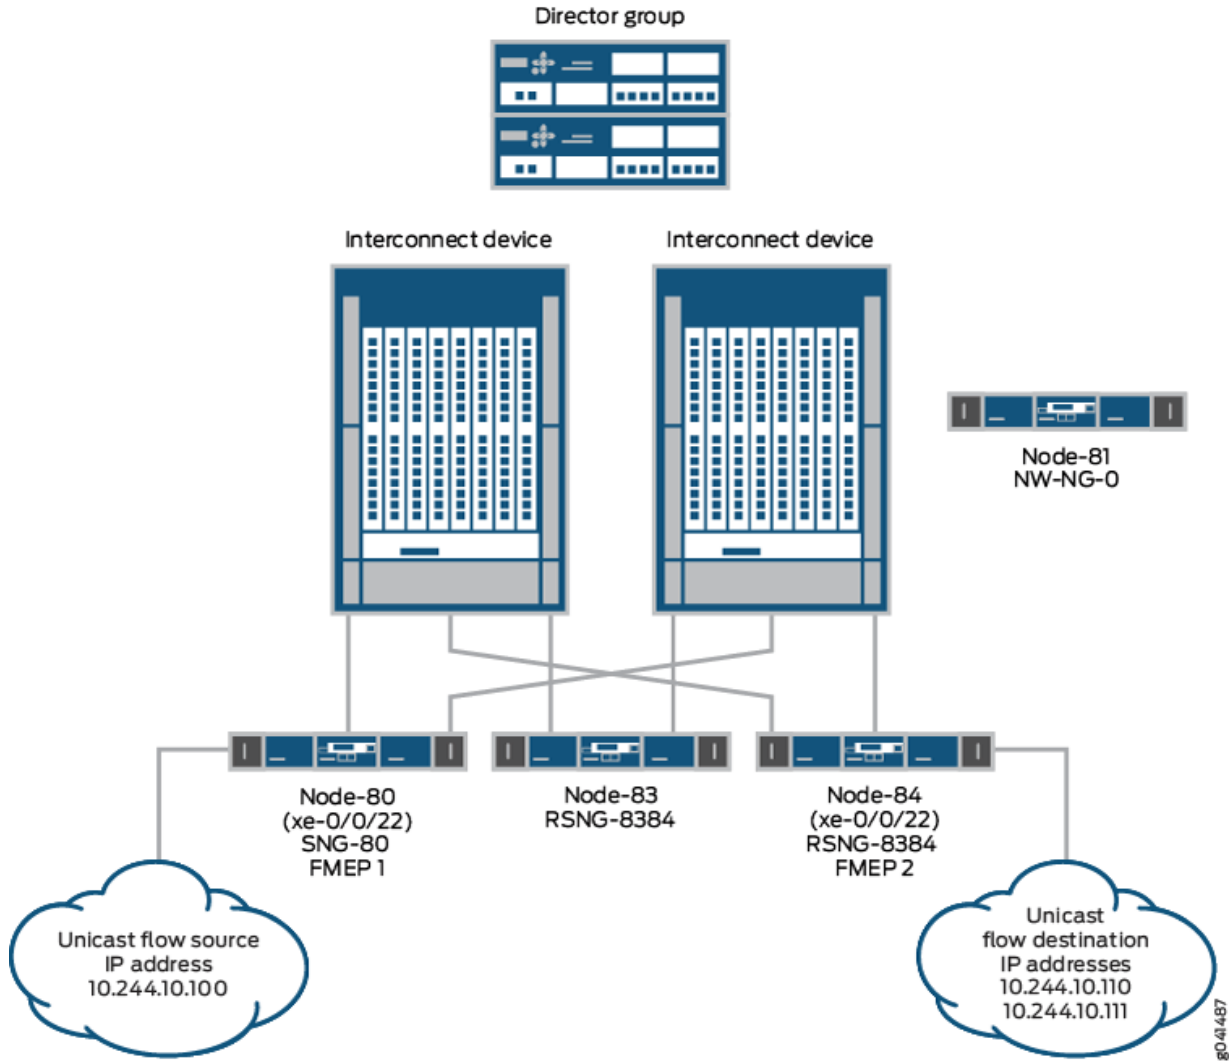 Director group
Interconnect device
Interconnect device
Node-81
NW-NG-0
Node-80
(xe-0/0/22)
SNG-80
FMEP 1
Node-83
RSNG-8384
Node-84
(xe-0/0/22)
RSNG-8384
FMEP 2
Unicast flow source
IP address
10.244.10.100
Unicast
flow destination
IP addresses
10.244.10.110
10.244.10.111
g041487